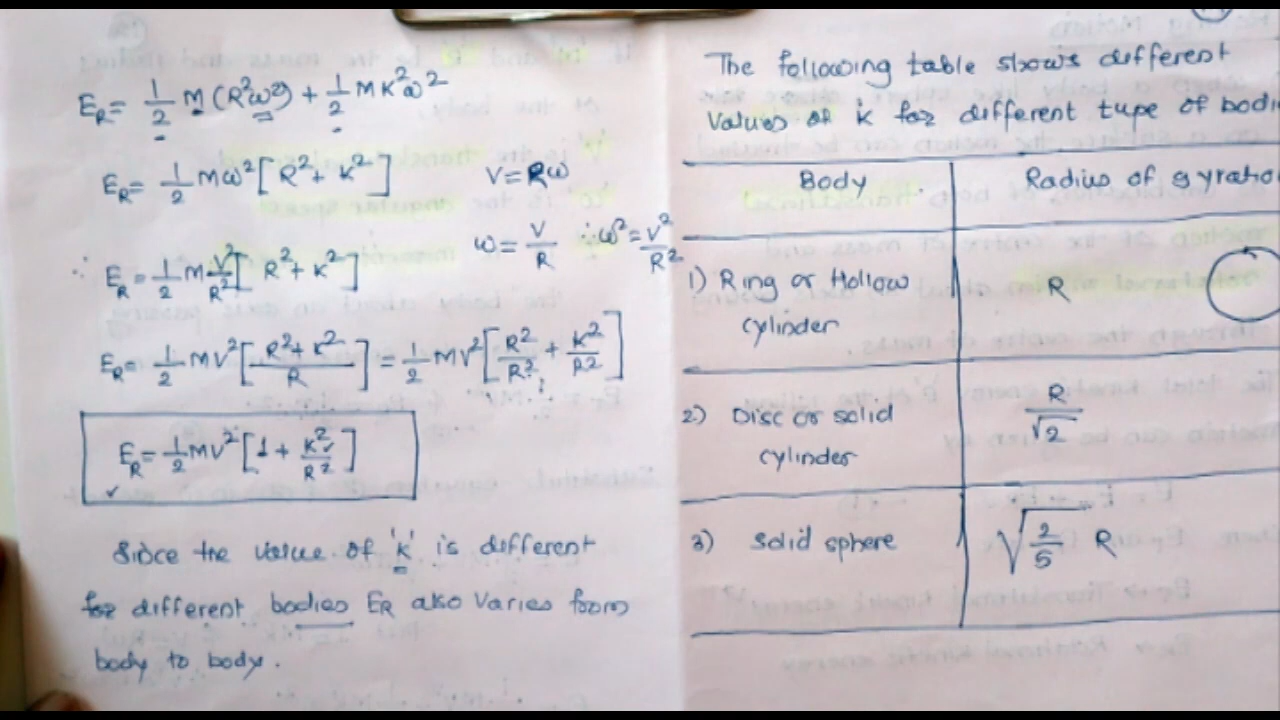 E_R = 1/2 M (R²ω²) + 1/2 MK²ω²
E_R = 1/2 Mω² [R² + K²]
V = Rω
ω = V/R ∴ω² = V²/R²
∴ E_R = 1/2 M V²/R² [R² + K²]
E_R = 1/2 MV² [R² + K²/R] = 1/2 MV² [R²/R² + K²/R²]
E_R = 1/2 MV² [1 + K²/R²]
Since the value of 'K' is different
for different bodies E_R also varies from
body to body.
The following table shows different
Values of K for different type of bodi
Body Radius of gyratio
1) Ring or Hollow R
cylinder
2) Disc or solid R/√2
cylinder
3) Solid sphere √2/5 R